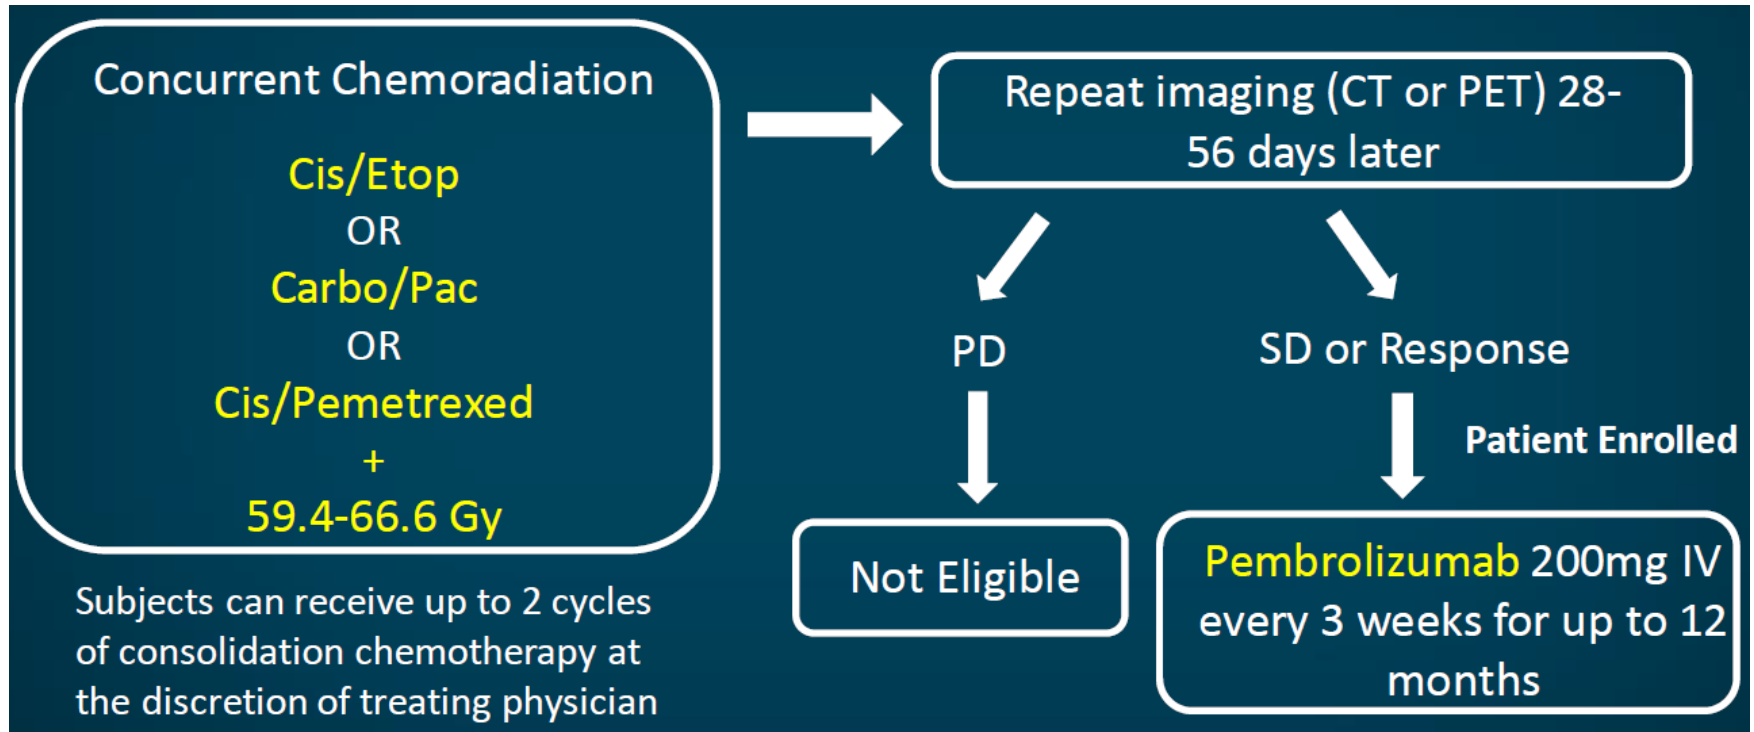 Concurrent Chemoradiation
Cis/Etop
OR
Carbo/Pac
OR
Cis/Pemetrexed
+
59.4-66.6 Gy
Subjects can receive up to 2 cycles
of consolidation chemotherapy at
the discretion of treating physician
Repeat imaging (CT or PET) 28-
56 days later
PD
SD or Response
Patient Enrolled
Not Eligible
Pembrolizumab 200mg IV
every 3 weeks for up to 12
months